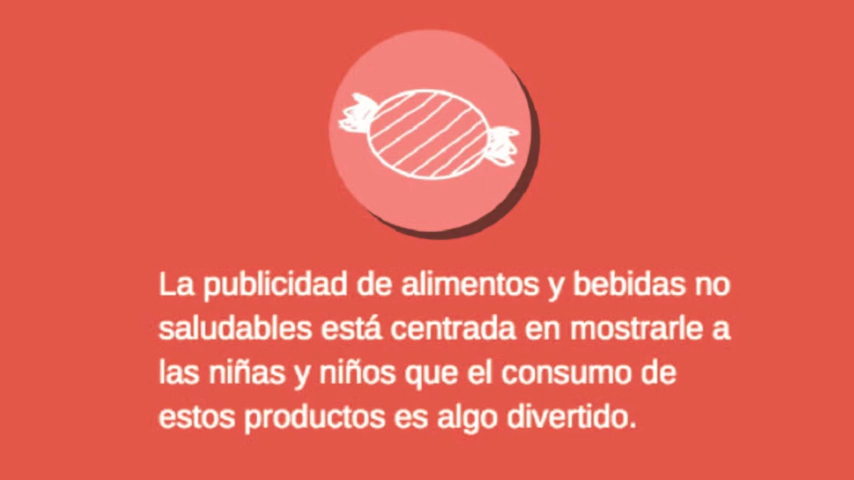 La publicidad de alimentos y bebidas no
saludables está centrada en mostrarle a
las niñas y niños que el consumo de
estos productos es algo divertido.